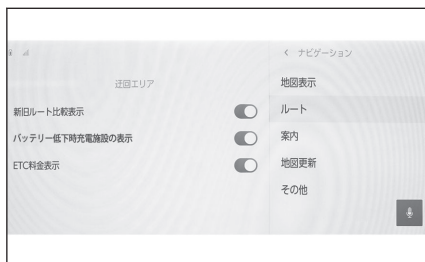 迂回エリア
新旧ルート比較表示
バッテリー低下時充電施設の表示
ETC料金表示
< ナビゲーション
地図表示
ルート
案内
地図更新
その他